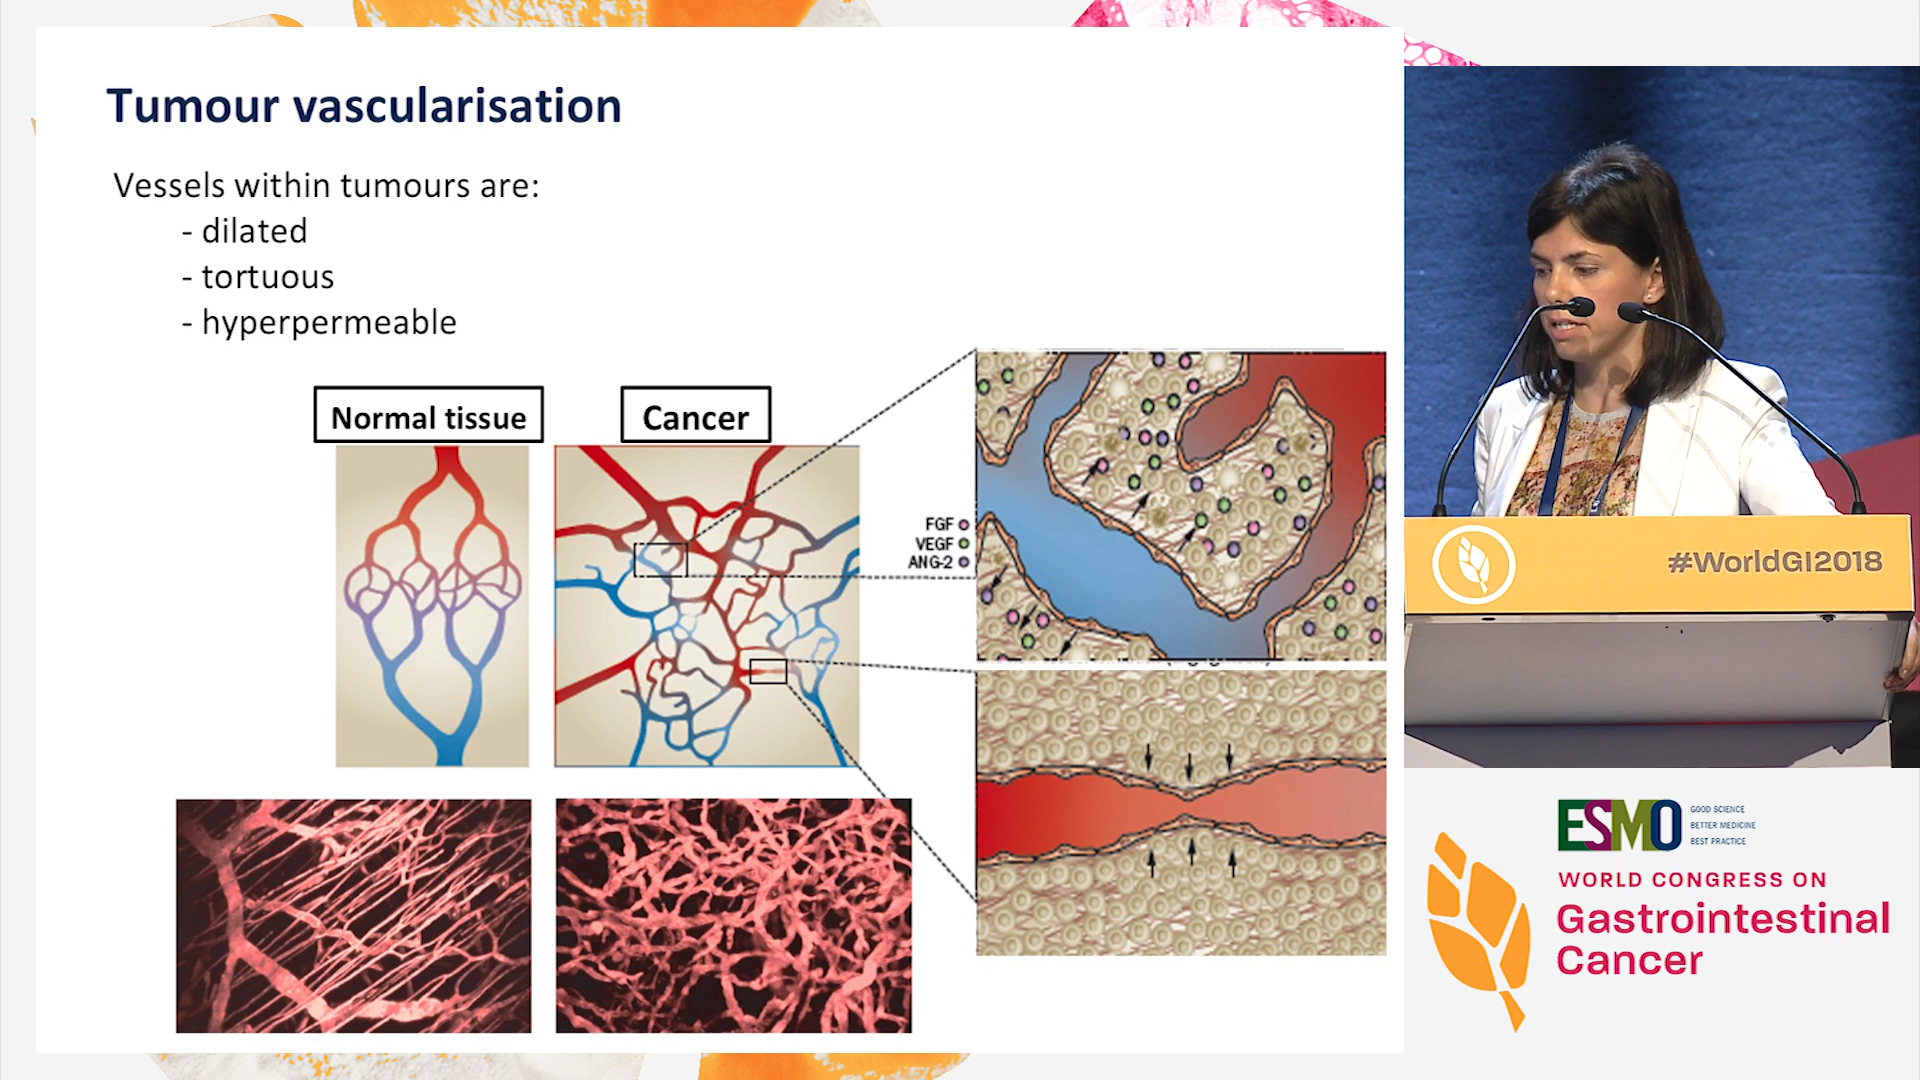 Tumour vascularisation
Vessels within tumours are:
- dilated
- tortuous
- hyperpermeable
Normal tissue
Cancer
FGF
VEGF
ANG-2
#WorldGI2018
ESMO
GOOD SCIENCE
BETTER MEDICINE
BEST PRACTICE
WORLD CONGRESS ON
Gastrointestinal
Cancer